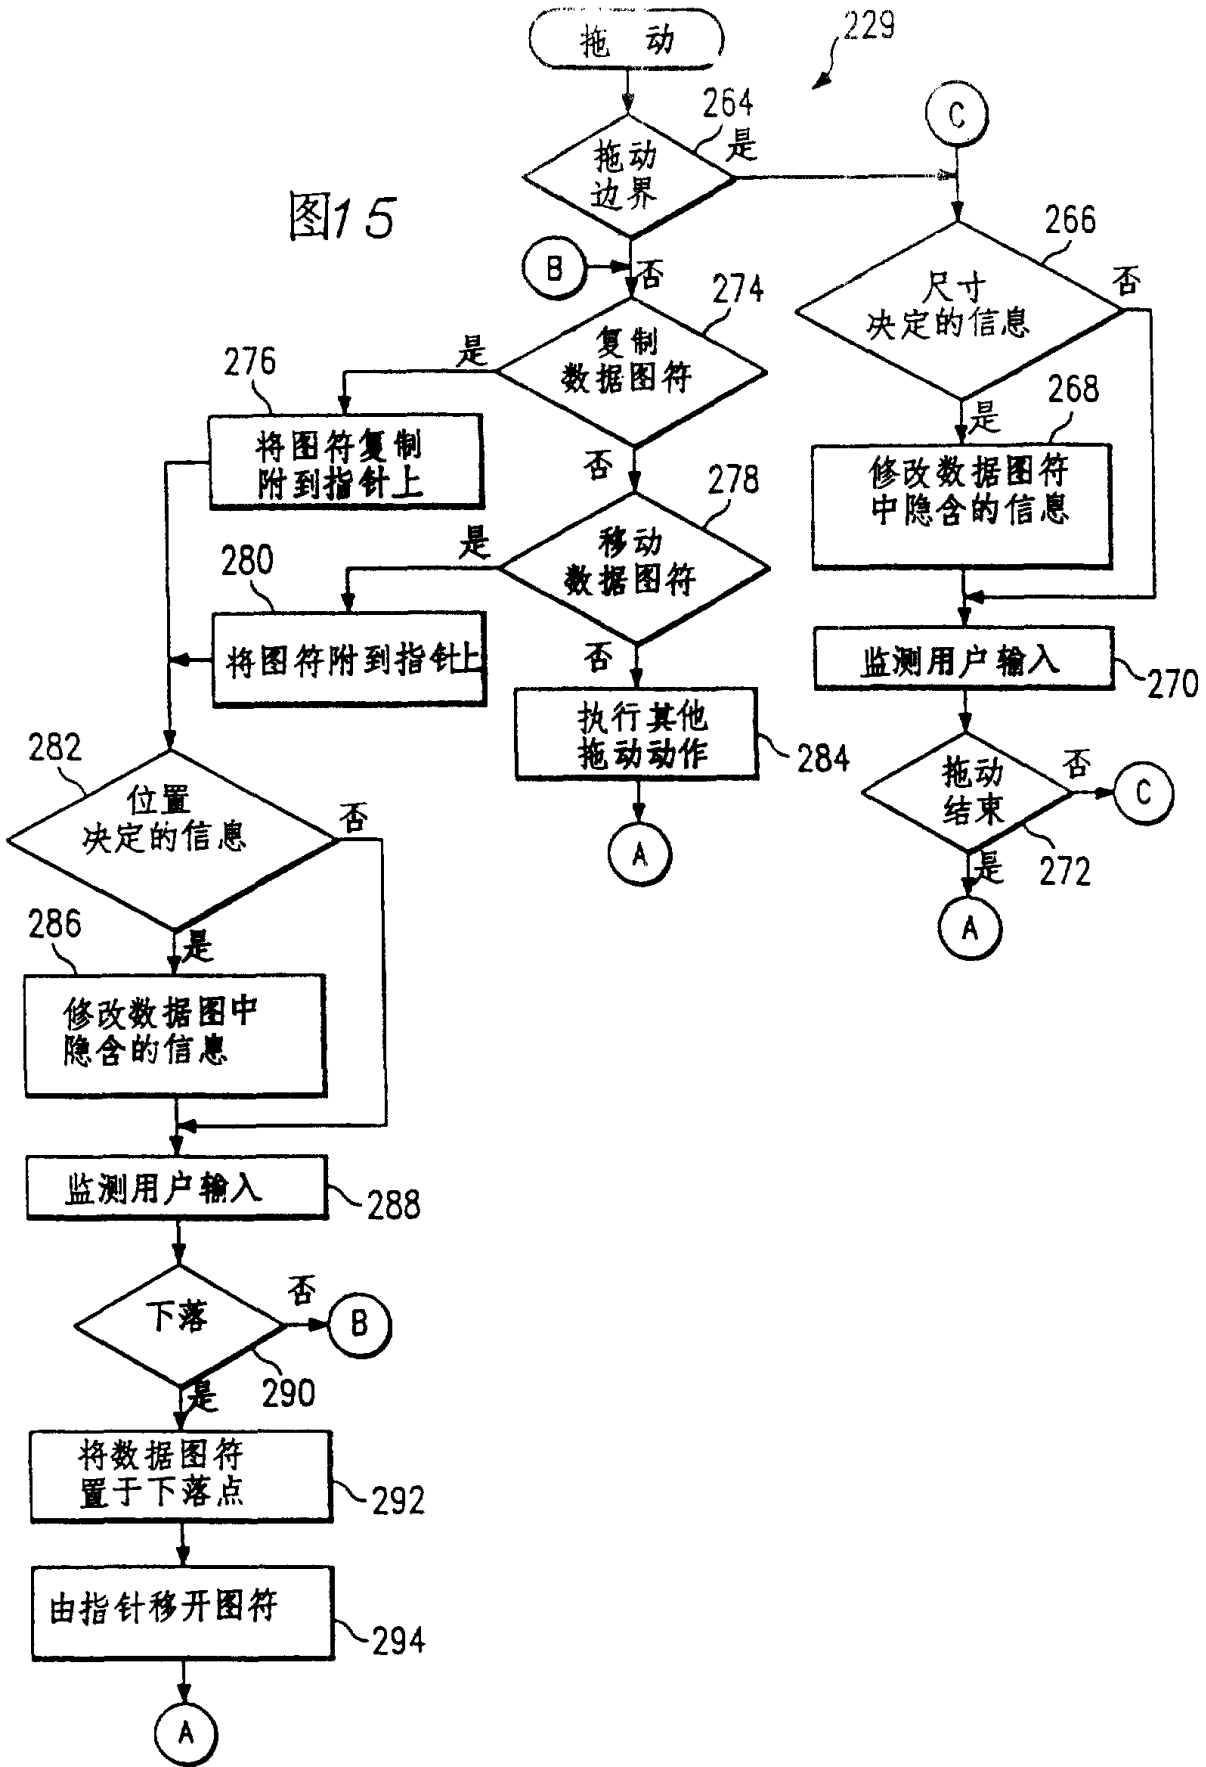 拖动
229
264
是
C
拖动
边界
图15
B
否
266
尺寸
决定的信息
否
274
复制
数据图符
是
276
将图符复制
附到指针上
是
268
修改数据图符
中隐含的信息
否
278
移动
数据图符
是
280
将图符附到指针上
否
监测用户输入
270
执行其他
拖动动作
284
A
拖动
结束
否
C
272
是
A
282
位置
决定的信息
否
286
是
修改数据图中
隐含的信息
监测用户输入
288
下落
否
B
290
是
将数据图符
置于下落点
292
由指针移开图符
294
A